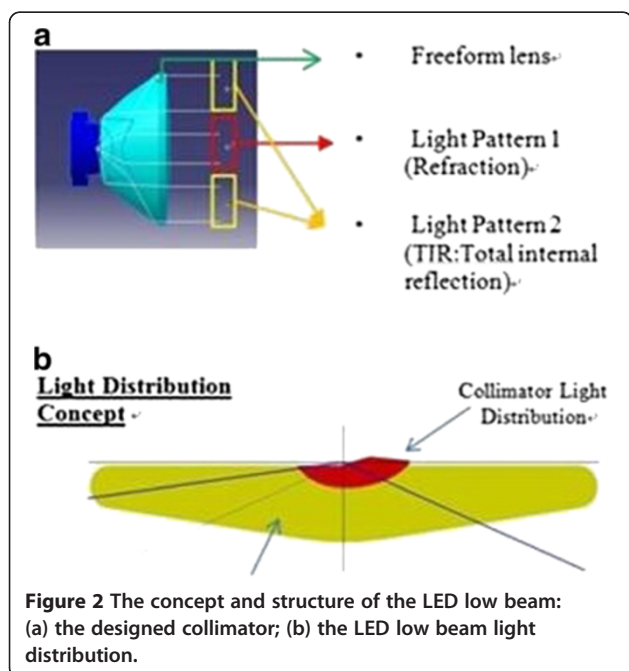 a
• Freeform lens
• Light Pattern 1
(Refraction)
• Light Pattern 2
(TIR:Total internal
reflection)
b
Light Distribution
Concept
Collimator Light
Distribution
Figure 2 The concept and structure of the LED low beam:
(a) the designed collimator; (b) the LED low beam light
distribution.